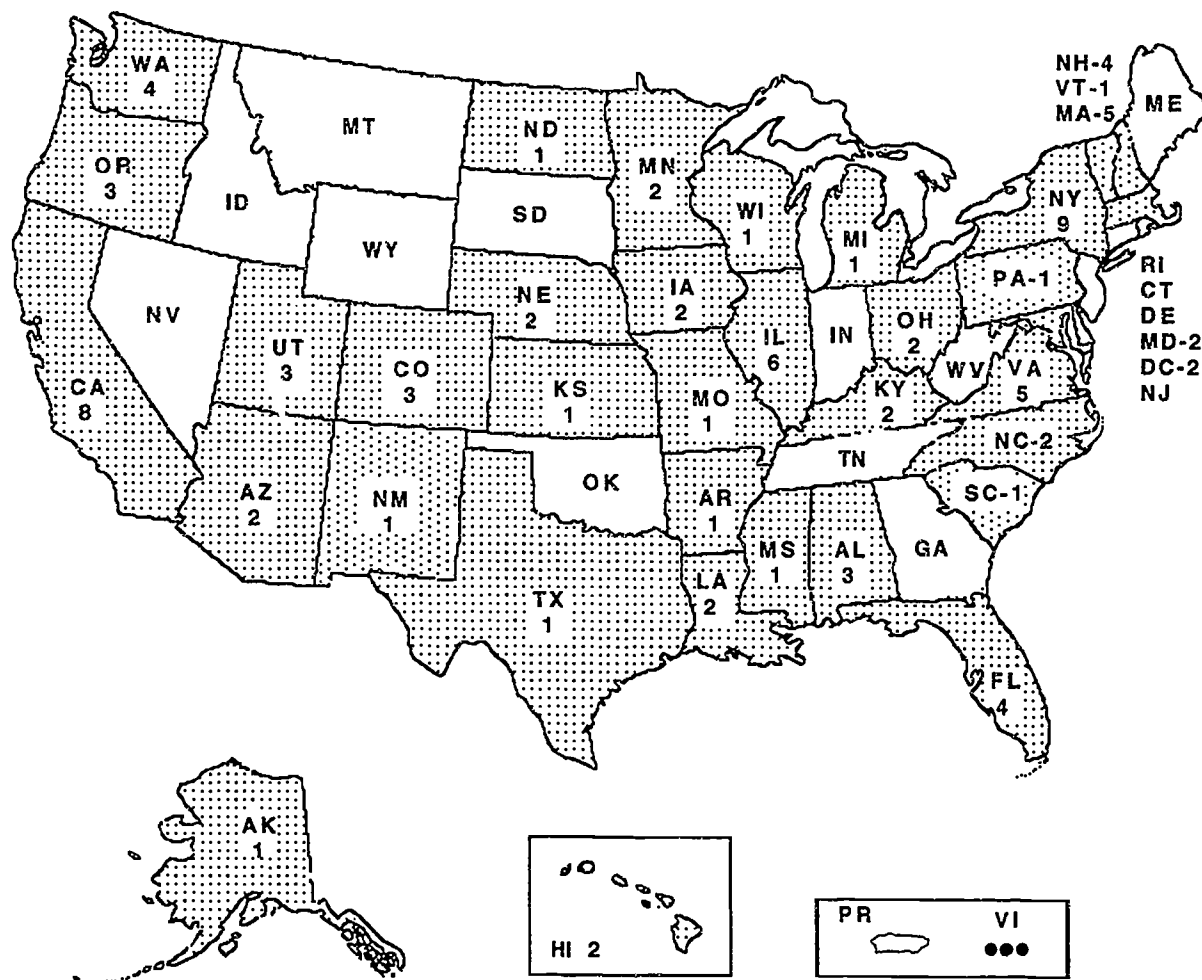 WA
4
OR
3
CA
8
NV
ID
MT
WY
UT
3
CO
3
AZ
2
NM
1
ND
1
SD
NE
2
KS
1
OK
TX
1
MN
2
IA
2
MO
1
AR
1
LA
2
WI
1
IL
6
MI
1
IN
OH
2
KY
2
TN
MS
1
AL
3
GA
FL
4
SC-1
NC-2
VA
5
WV
PA-1
NY
9
NH-4
VT-1
MA-5
ME
RI
CT
DE
MD-2
DC-2
NJ
AK
1
HI 2
PR
VI